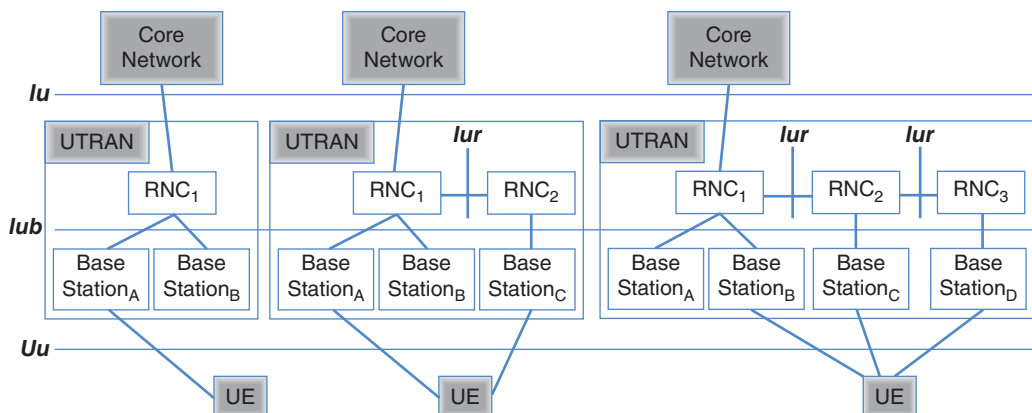 Core
Network
Core
Network
Core
Network
Iu
UTRAN
UTRAN
Iur
UTRAN
Iur
Iur
RNC1
RNC1
RNC2
RNC1
RNC2
RNC3
Iub
Base
StationA
Base
StationB
Base
StationA
Base
StationB
Base
StationC
Base
StationA
Base
StationB
Base
StationC
Base
StationD
Uu
UE
UE
UE